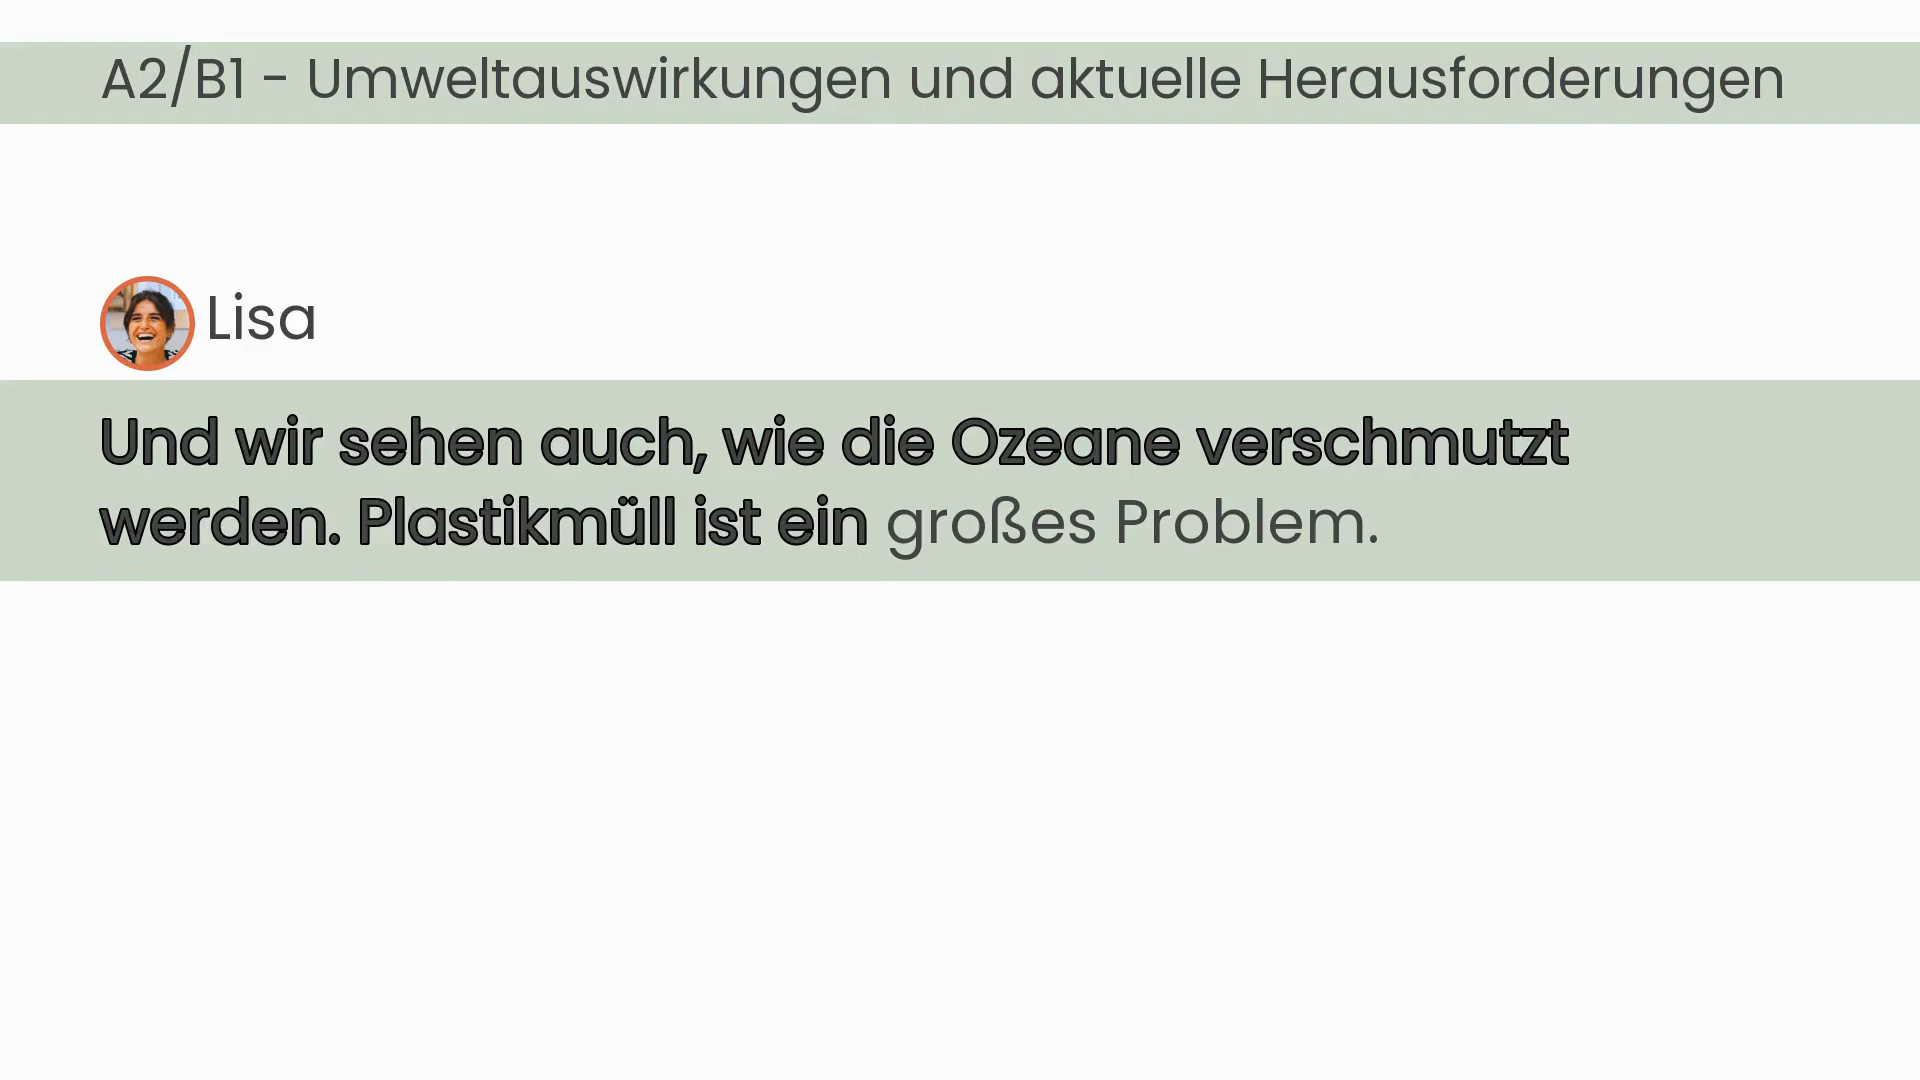 A2/B1 - Umweltauswirkungen und aktuelle Herausforderungen
Lisa
Und wir sehen auch, wie die Ozeane verschmutzt
werden. Plastikmüll ist ein großes Problem.